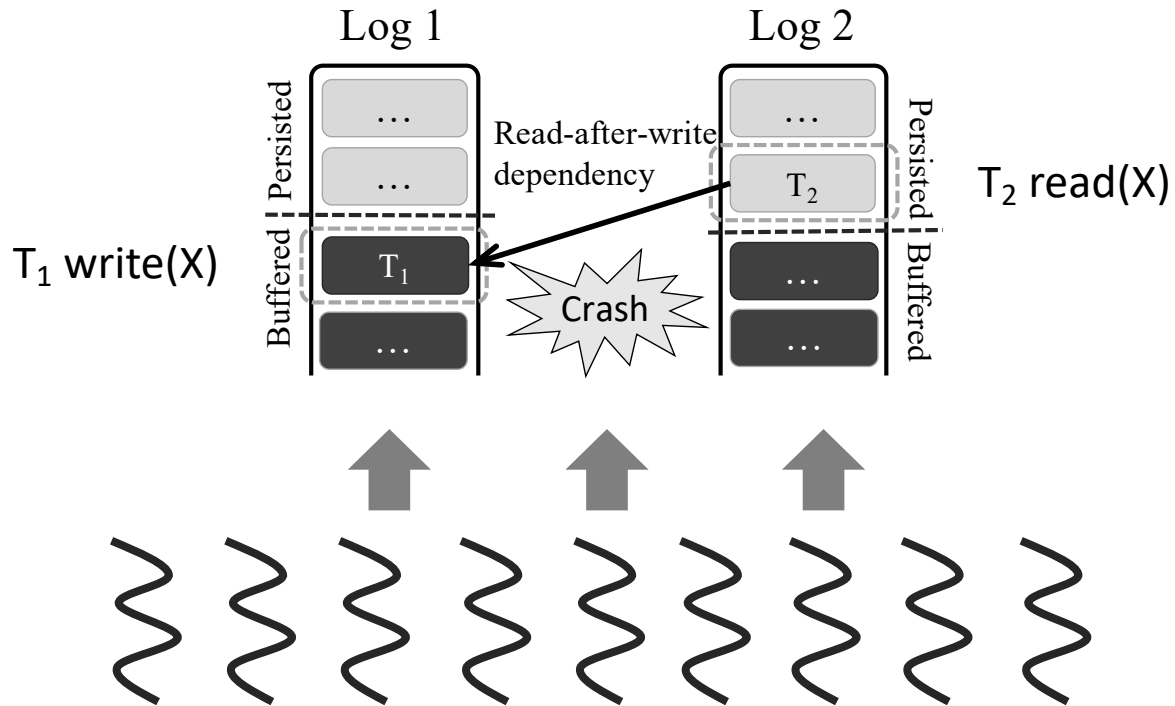 Log 1
Log 2
Persisted
...
...
Read-after-write
dependency
...
T₂
Persisted
T₂ read(X)
T₁ write(X)
Buffered
T₁
...
Crash
...
...
Buffered